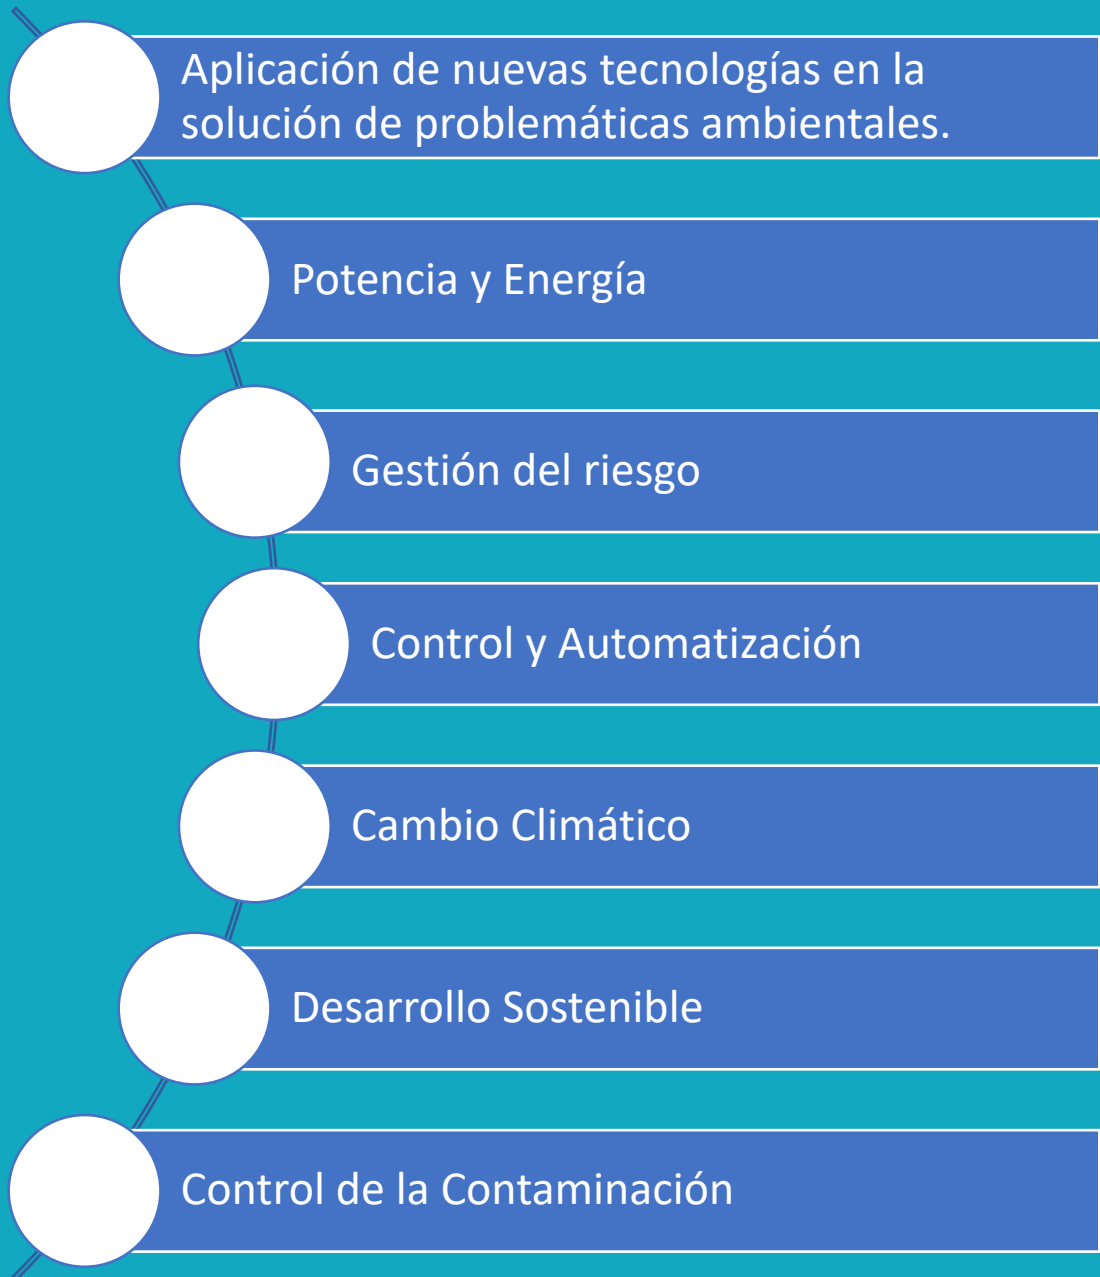 Aplicación de nuevas tecnologías en la
solución de problemáticas ambientales.
Potencia y Energía
Gestión del riesgo
Control y Automatización
Cambio Climático
Desarrollo Sostenible
Control de la Contaminación